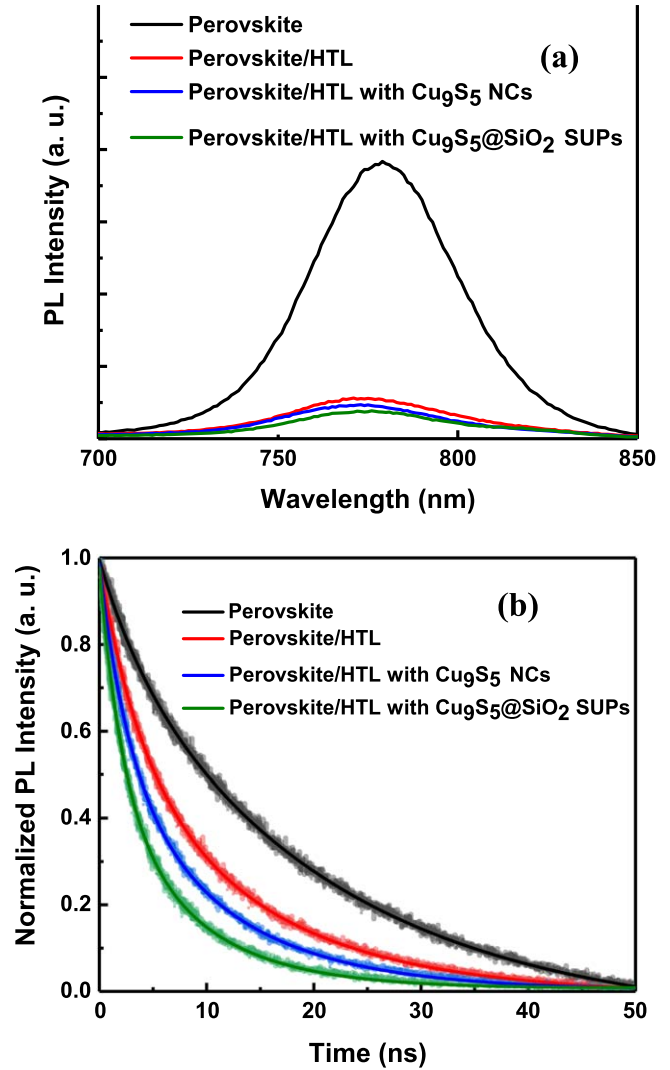 Perovskite
Perovskite/HTL
(a)
Perovskite/HTL with Cu9S5 NCs
Perovskite/HTL with Cu9S5@SiO2 SUPs
PL Intensity (a. u.)
700 750 800 850
Wavelength (nm)
1.0
0.8
0.6
0.4
0.2
0.0
(b)
Perovskite
Perovskite/HTL
Perovskite/HTL with Cu9S5 NCs
Perovskite/HTL with Cu9S5@SiO2 SUPs
Normalized PL Intensity (a. u.)
0 10 20 30 40 50
Time (ns)